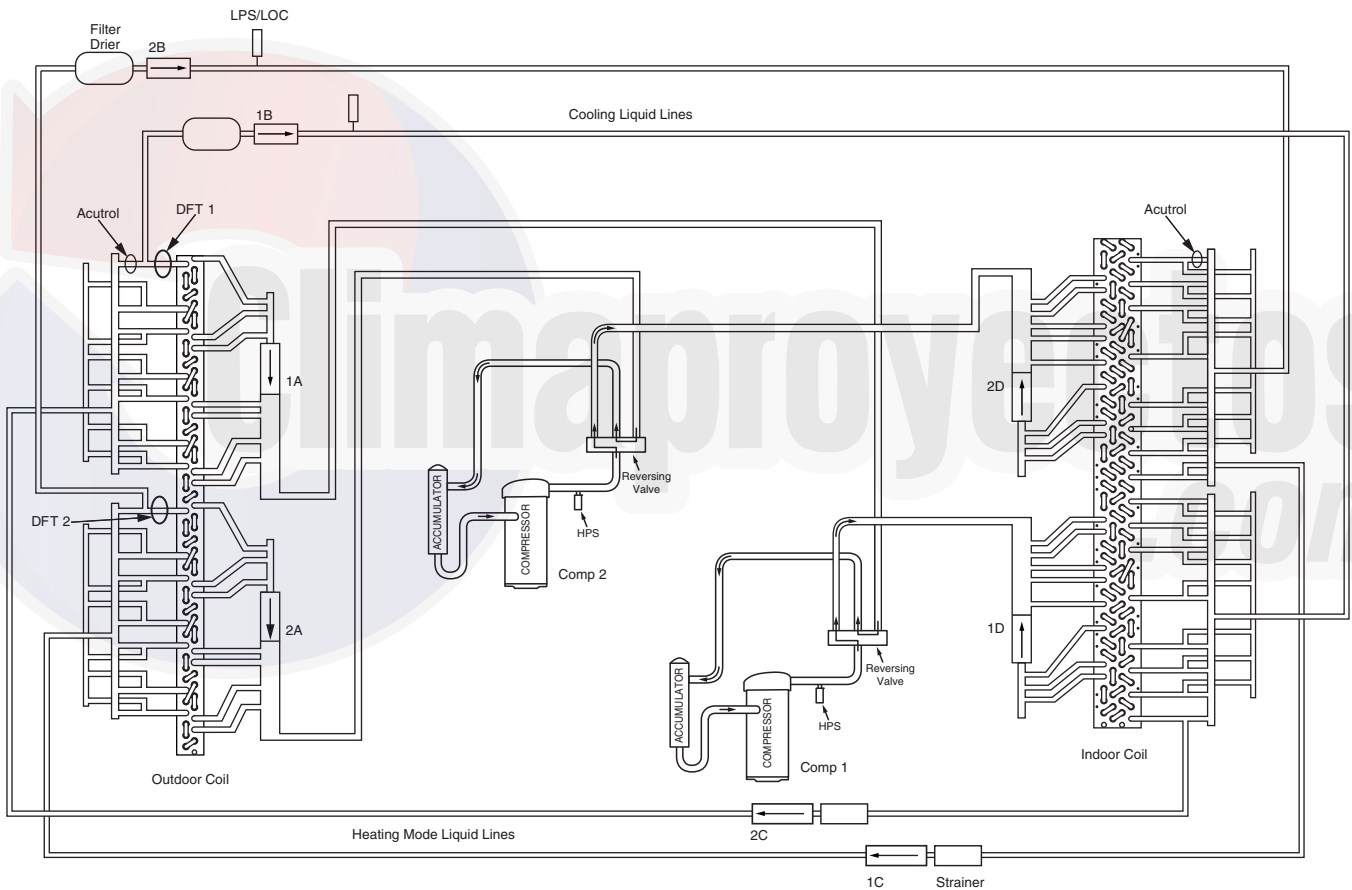 LPS/LOC
Filter
Drier
2B
1B
Cooling Liquid Lines
Acutrol
DFT 1
Acutrol
1A
2D
Reversing
Valve
ACCUMULATOR
COMPRESSOR
HPS
DFT 2
Comp 2
2A
1D
Reversing
Valve
ACCUMULATOR
COMPRESSOR
HPS
Comp 1
Indoor Coil
Outdoor Coil
Heating Mode Liquid Lines
2C
1C
Strainer
Climaproyectos
.com